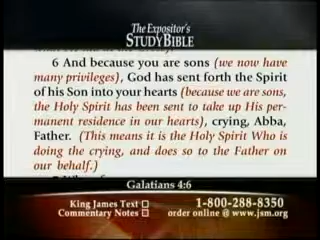 The Expositor's
STUDY BIBLE
6 And because you are sons (we now have
many privileges), God has sent forth the Spirit
of his Son into your hearts (because we are sons,
the Holy Spirit has been sent to take up His per-
manent residence in our hearts), crying, Abba,
Father. (This means it is the Holy Spirit Who is
doing the crying, and does so to the Father on
our behalf.)
Galatians 4:6
King James Text
Commentary Notes
1-800-288-8350
order online @ www.jsm.org